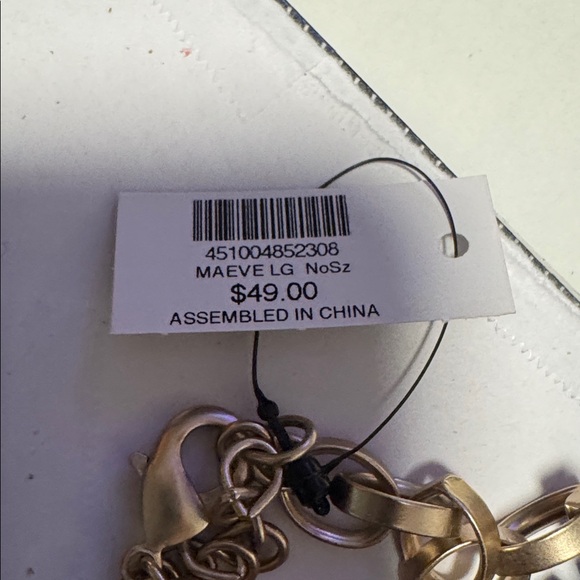 451004852308
MAEVE LG NoSz
$49.00
ASSEMBLED IN CHINA